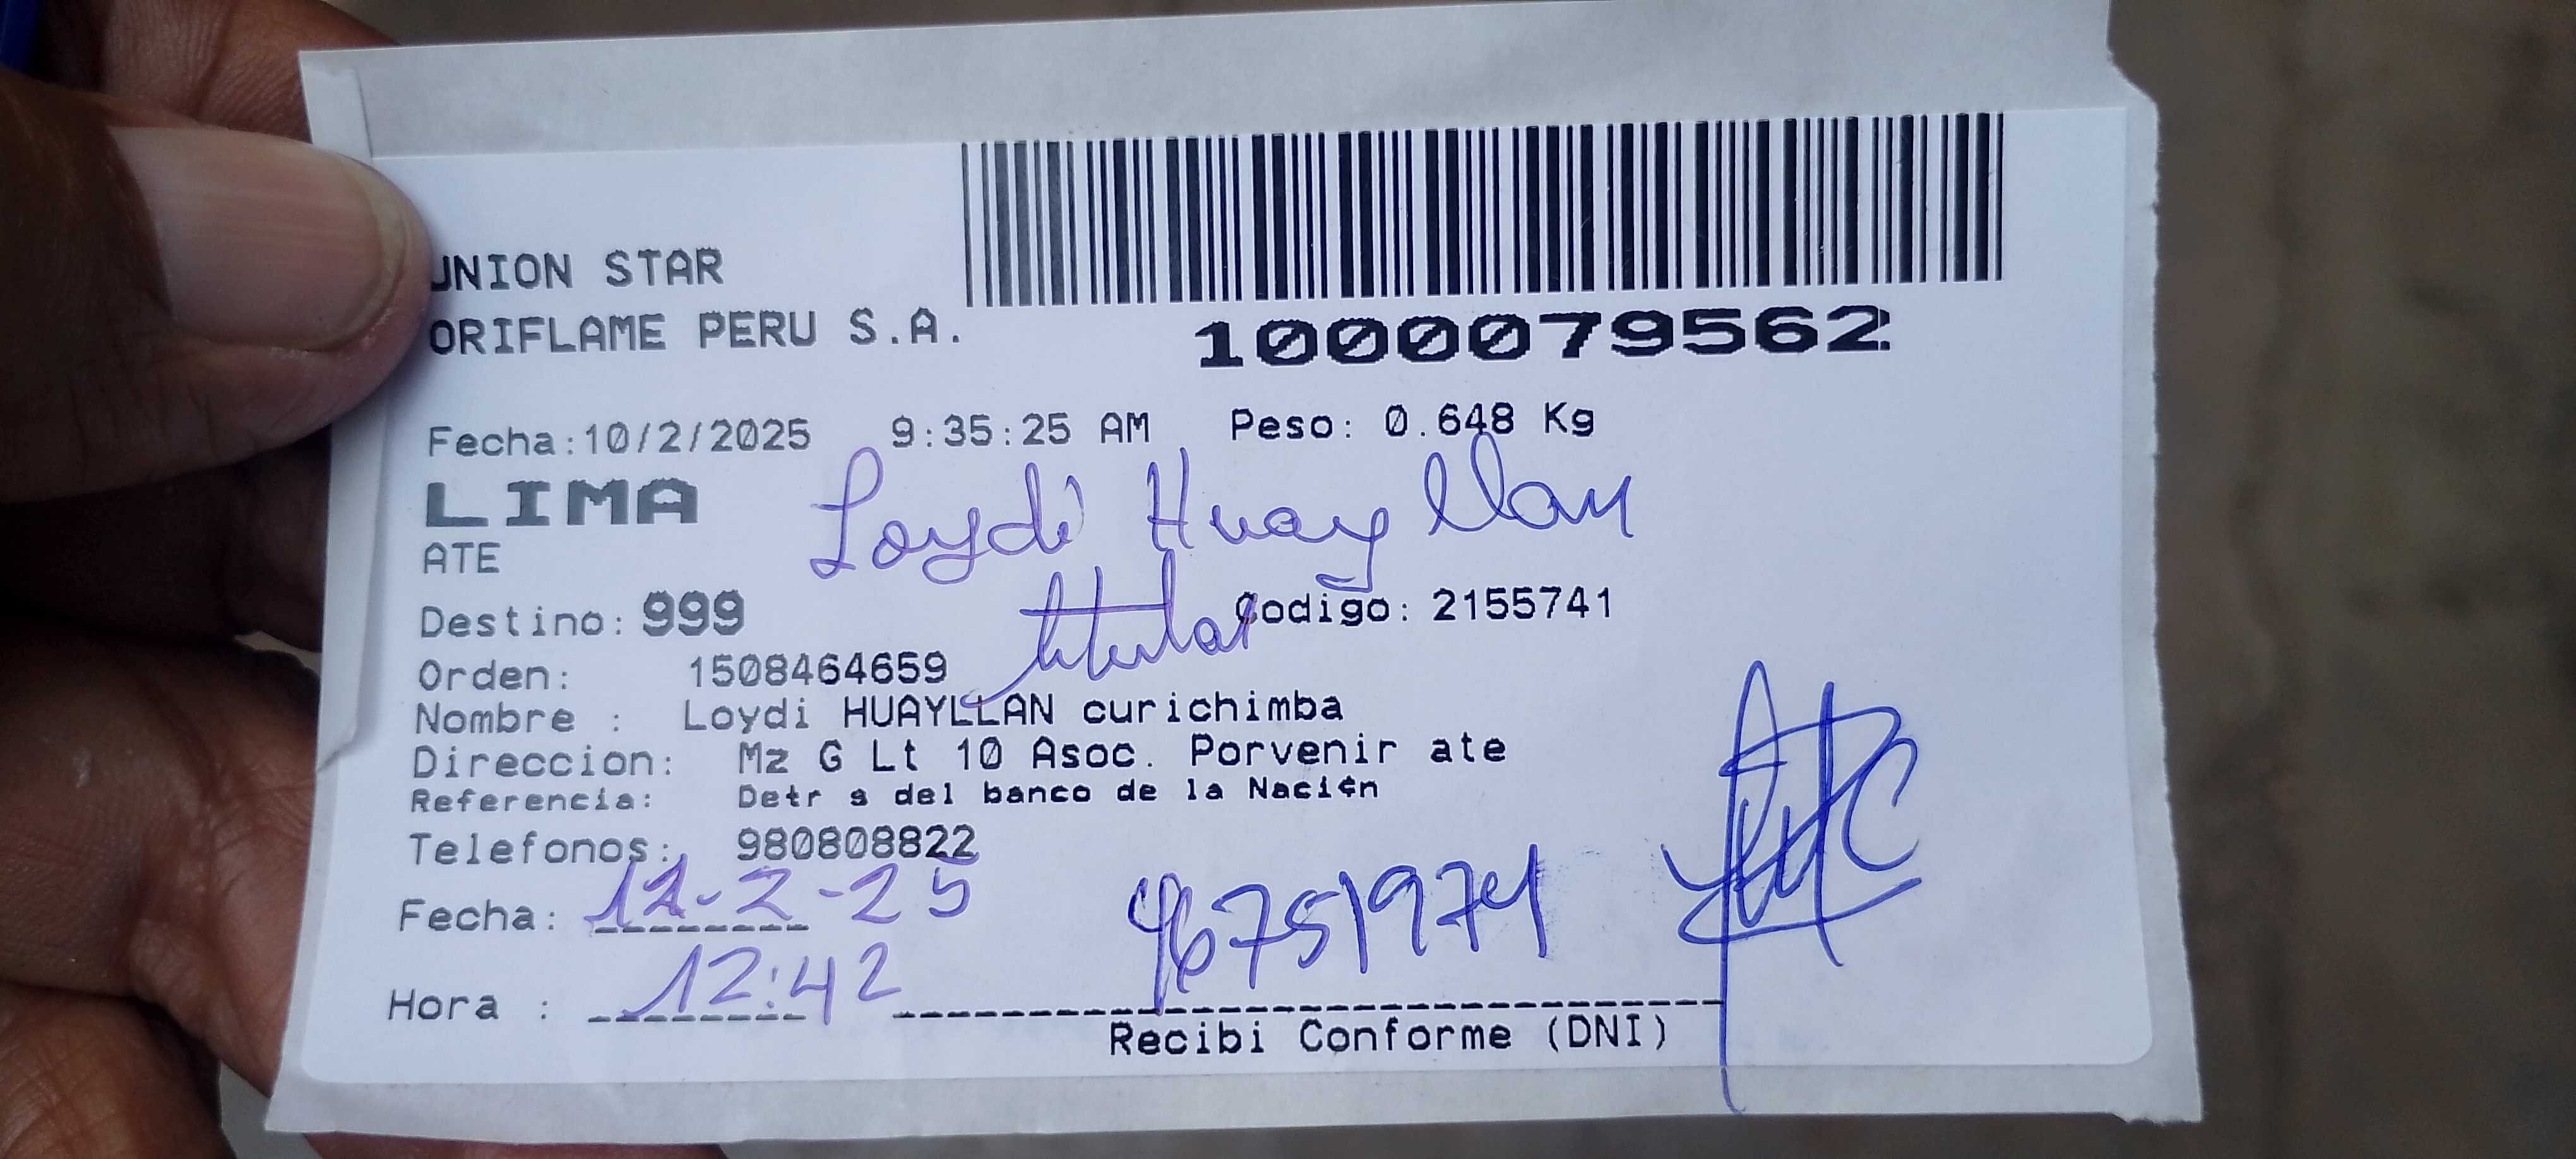 UNION STAR
ORIFLAME PERU S.A.
1000079562
Fecha:10/2/2025 9:35:25 AM Peso: 0.648 Kg
LIMA
Loydi Huayllan
ATE
titular
Destino: 999 Codigo: 2155741
Orden: 1508464659
Nombre : Loydi HUAYLLAN curichimba
Direccion: Mz G Lt 10 Asoc. Porvenir ate
Referencia: Detr s del banco de la Naci¢n
Telefonos: 980808822
Fecha: 12-2-25
46751974
Hora : 12:42
Recibi Conforme (DNI)